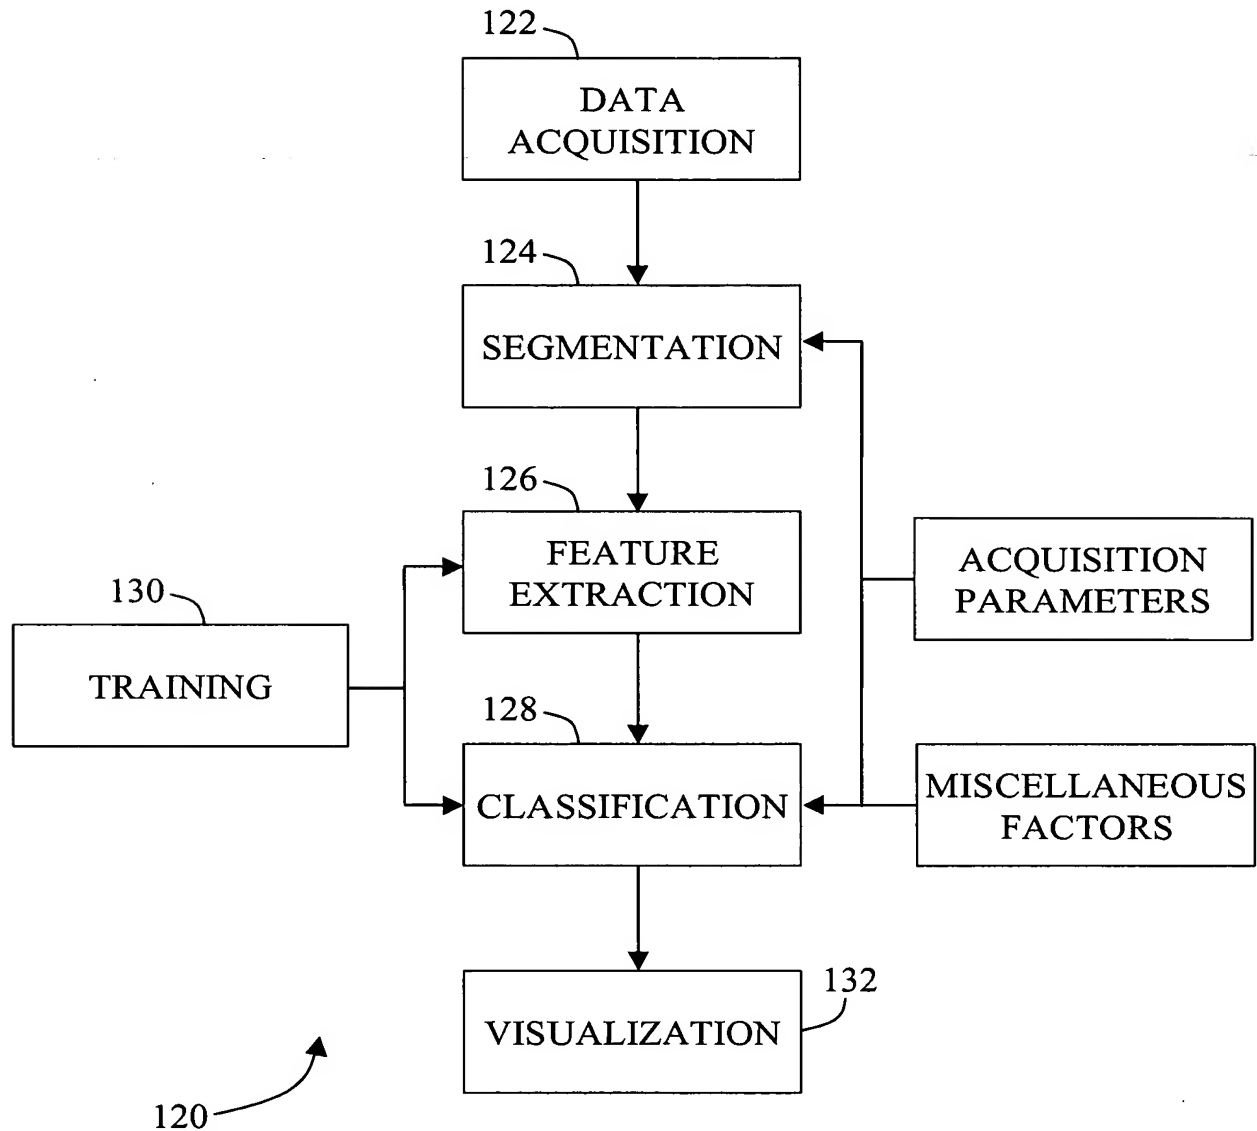 122
DATA
ACQUISITION
124
SEGMENTATION
126
FEATURE
EXTRACTION
ACQUISITION
PARAMETERS
130
TRAINING
128
CLASSIFICATION
MISCELLANEOUS
FACTORS
132
VISUALIZATION
120